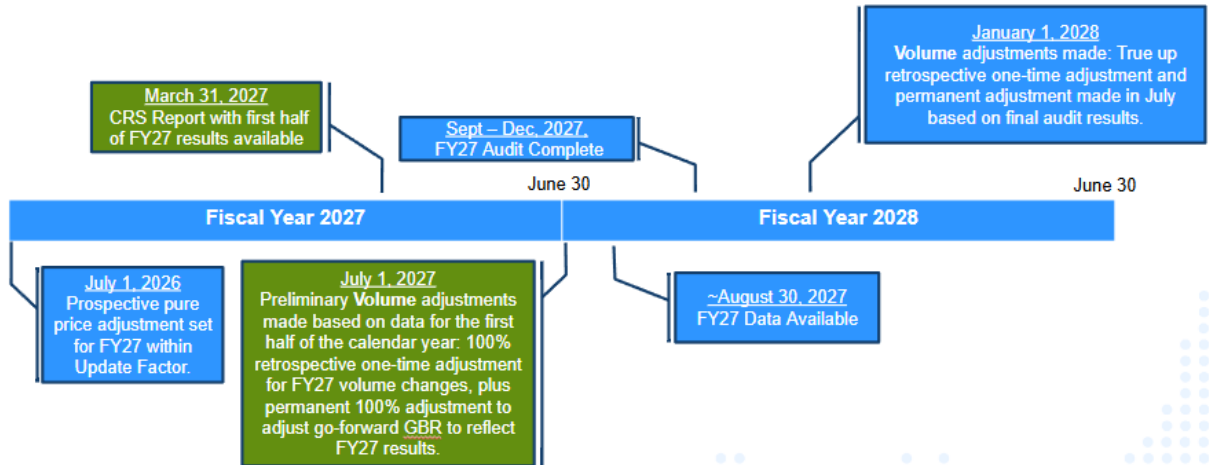 January 1, 2028
Volume adjustments made: True up
retrospective one-time adjustment and
permanent adjustment made in July
based on final audit results.
March 31, 2027
CRS Report with first half
of FY27 results available
Sept – Dec, 2027,
FY27 Audit Complete
June 30
June 30
Fiscal Year 2027
Fiscal Year 2028
July 1, 2026
Prospective pure
price adjustment set
for FY27 within
Update Factor.
July 1, 2027
Preliminary Volume adjustments
made based on data for the first
half of the calendar year: 100%
retrospective one-time adjustment
for FY27 volume changes, plus
permanent 100% adjustment to
adjust go-forward GBR to reflect
FY27 results.
~August 30, 2027
FY27 Data Available